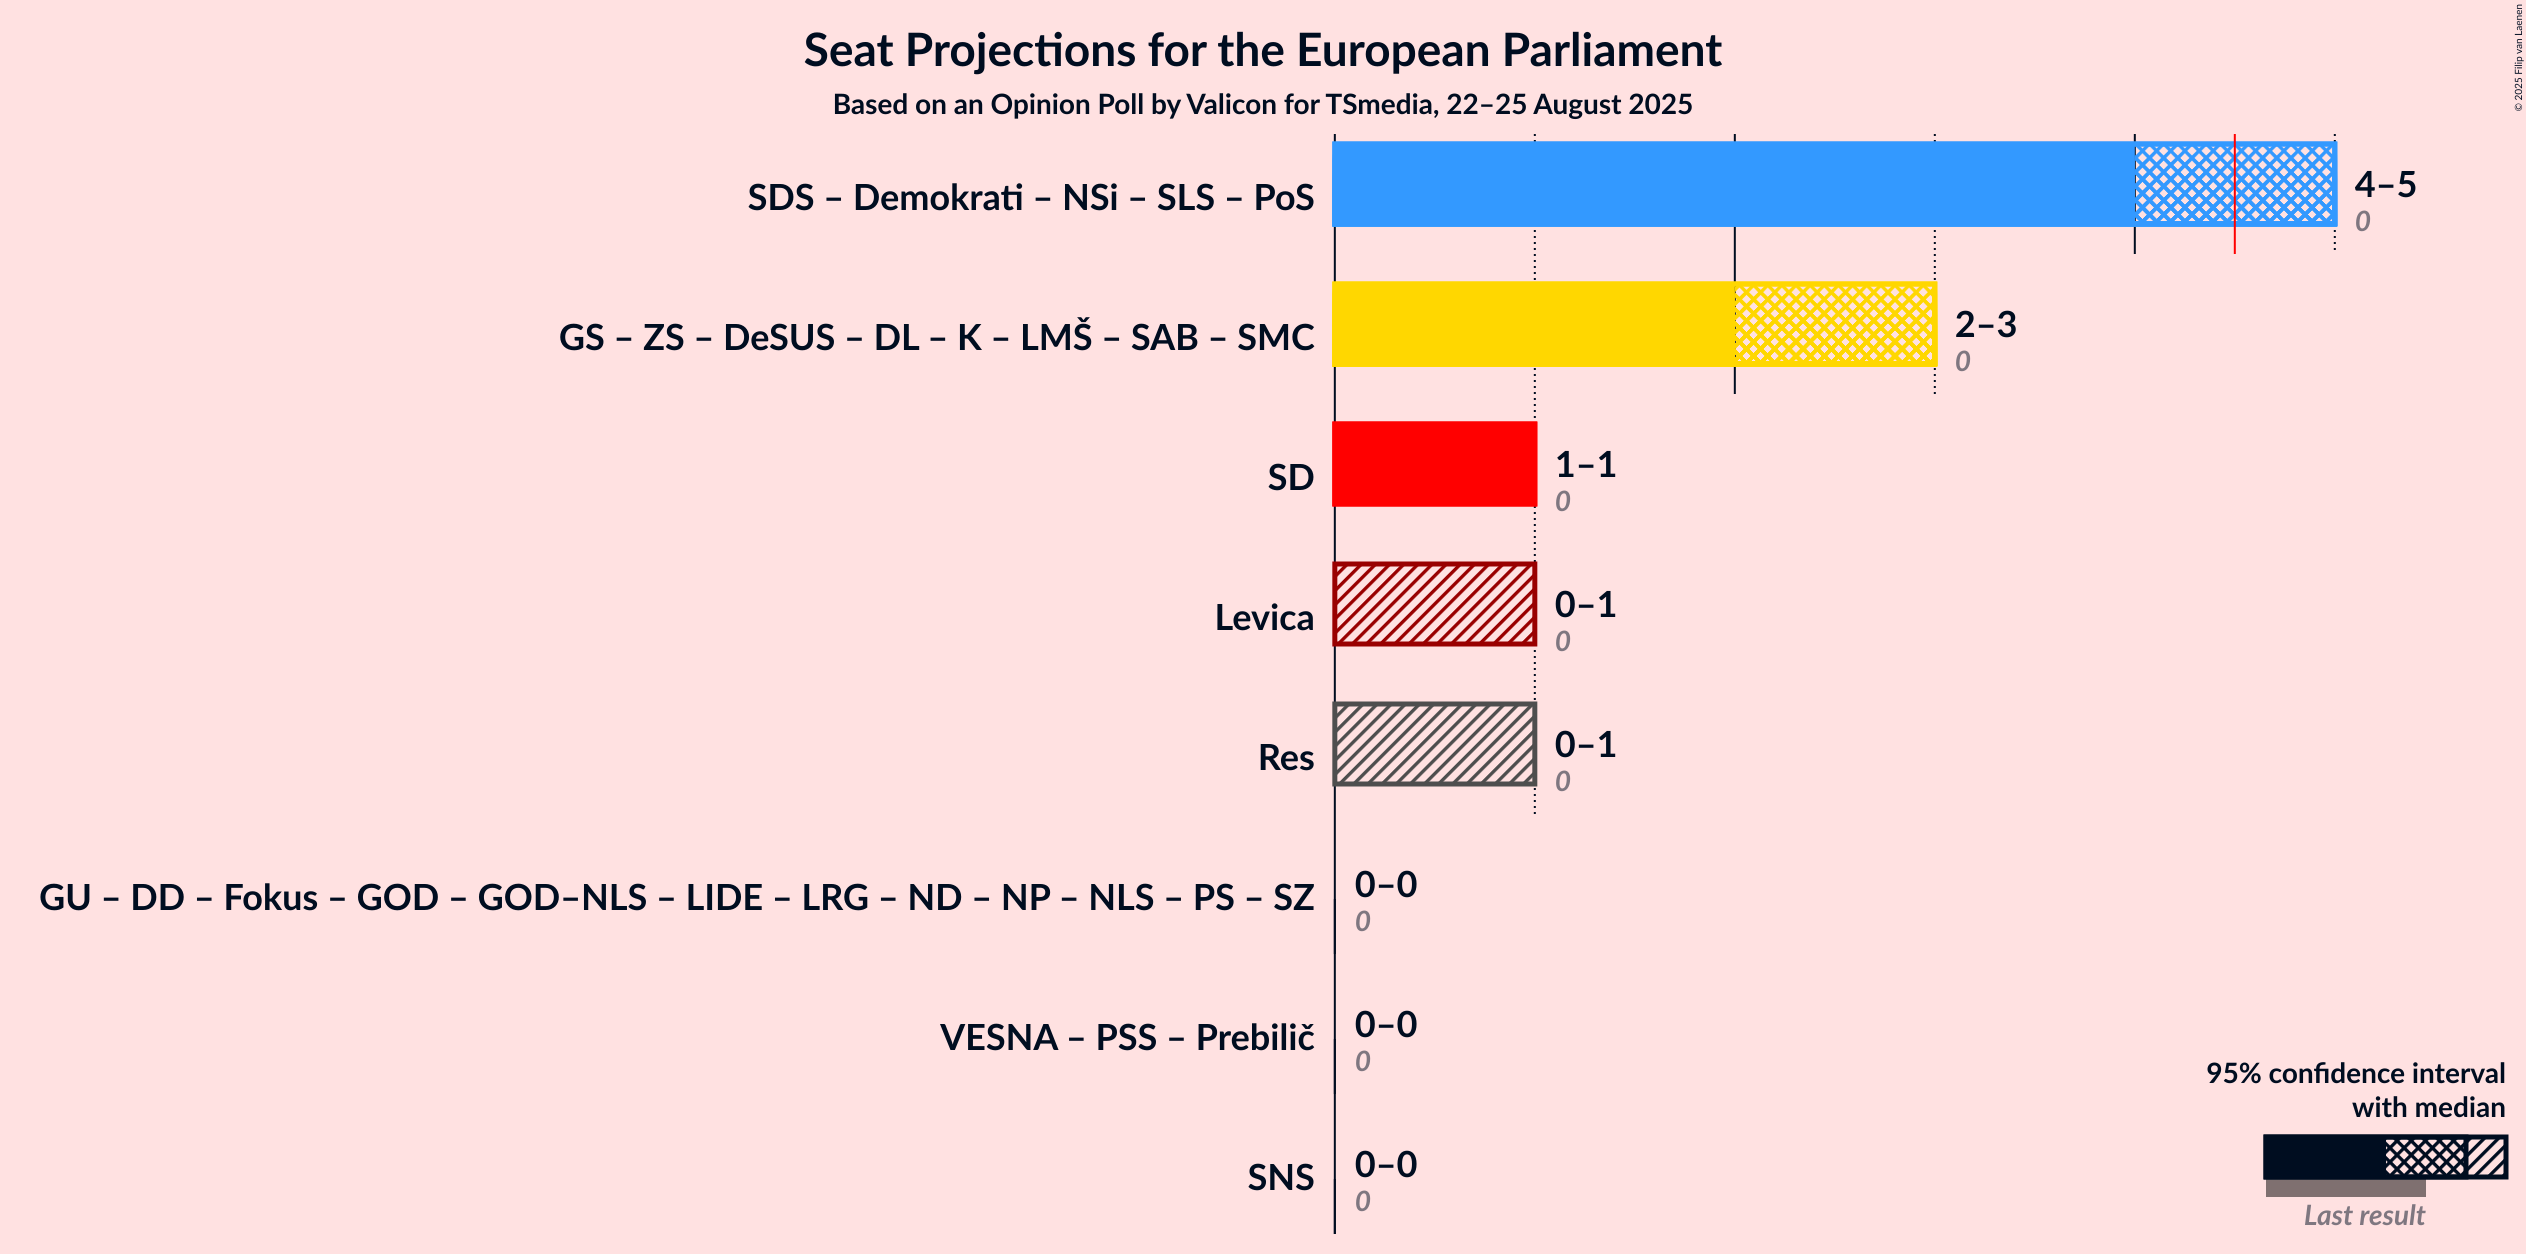 Seat Projections for the European Parliament
Based on an Opinion Poll by Valicon for TSmedia, 22–25 August 2025
© 2025 Filip van Laenen
SDS – Demokrati – NSi – SLS – PoS
4–5
0
GS – ZS – DeSUS – DL – K – LMŠ – SAB – SMC
2–3
0
SD
1–1
0
Levica
0–1
0
Res
0–1
0
GU – DD – Fokus – GOD – GOD–NLS – LIDE – LRG – ND – NP – NLS – PS – SZ
0–0
0
VESNA – PSS – Prebilič
0–0
0
SNS
0–0
0
95% confidence interval
with median
Last result